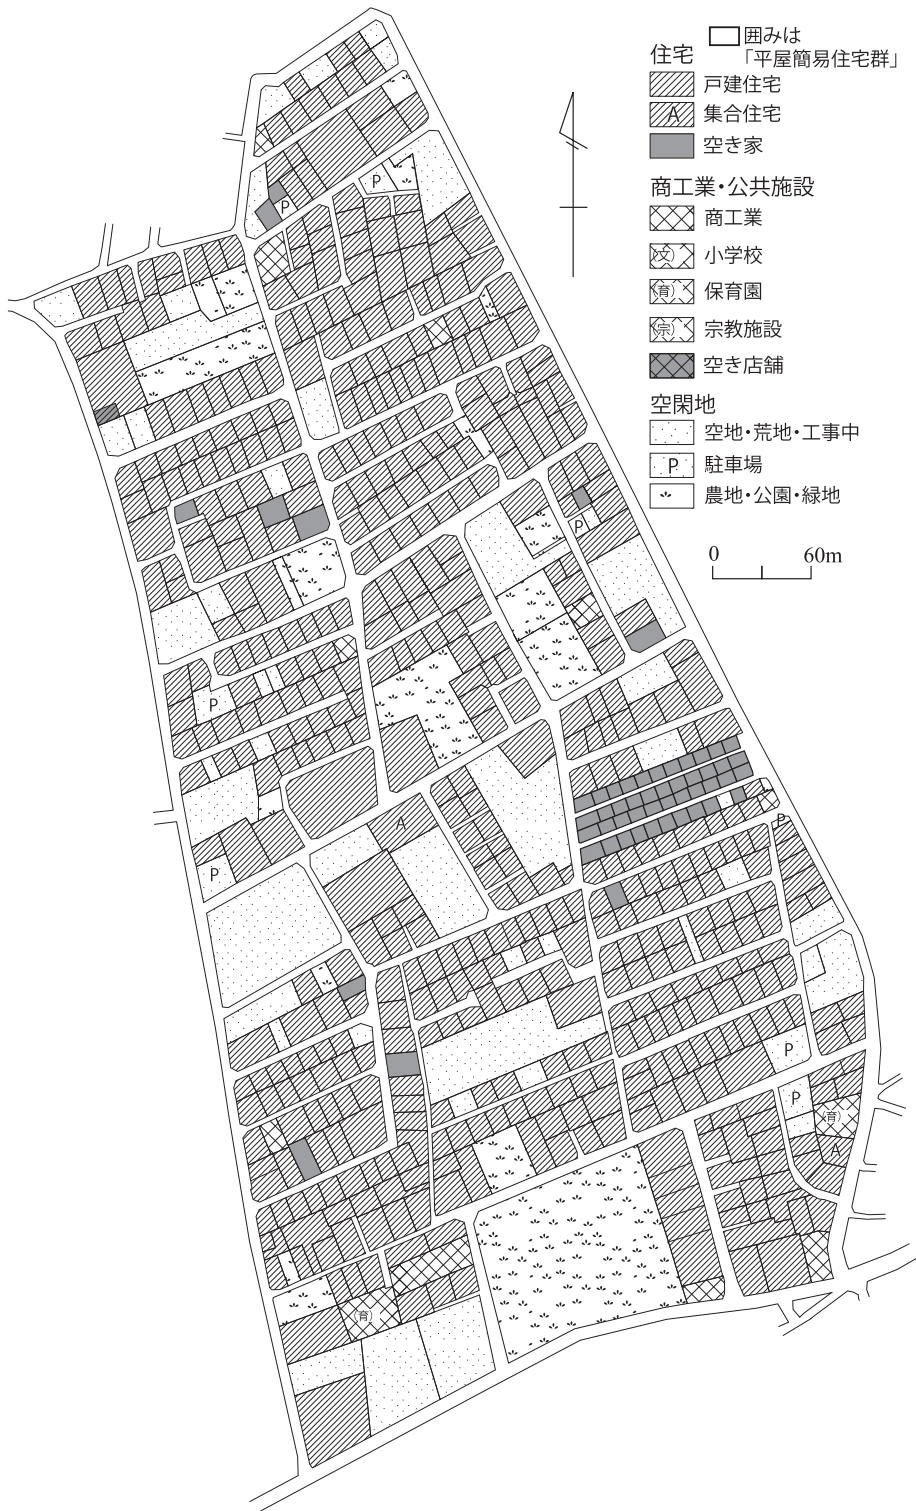 囲みは
「平屋簡易住宅群」
住宅
戸建住宅
A 集合住宅
空き家
商工業・公共施設
商工業
(文) 小学校
(育) 保育園
(宗) 宗教施設
空き店舗
空閑地
空地・荒地・工事中
P 駐車場
農地・公園・緑地
0 60m
P
P
P
P
P
A
P
P
P
P
(育)
A
(育)